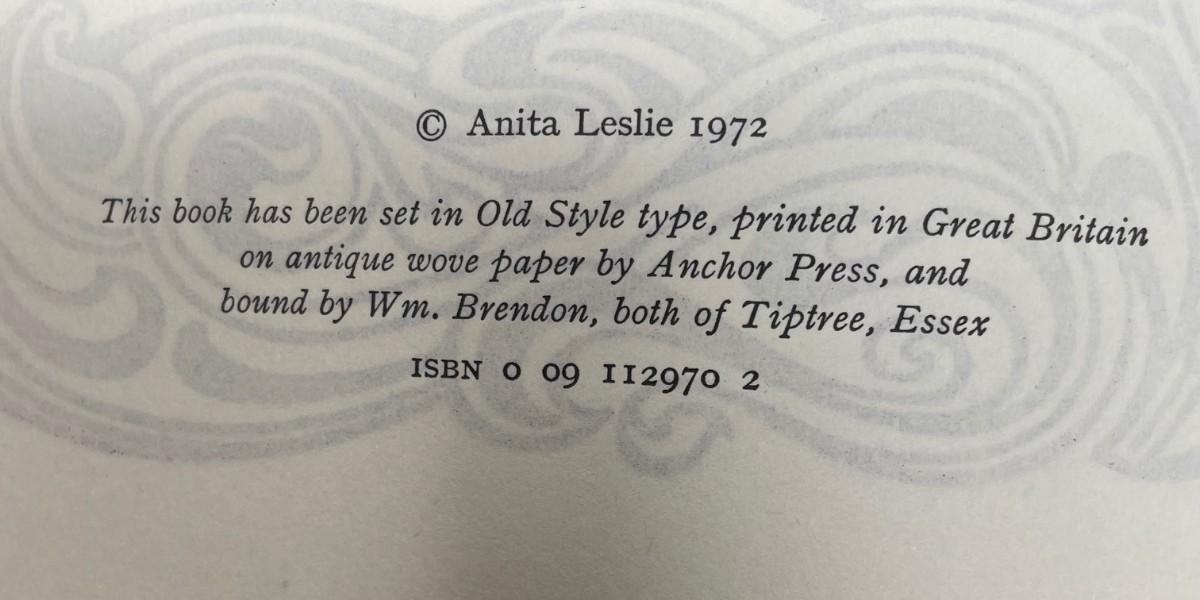 © Anita Leslie 1972
This book has been set in Old Style type, printed in Great Britain
on antique wove paper by Anchor Press, and
bound by Wm. Brendon, both of Tiptree, Essex
ISBN 0 09 112970 2